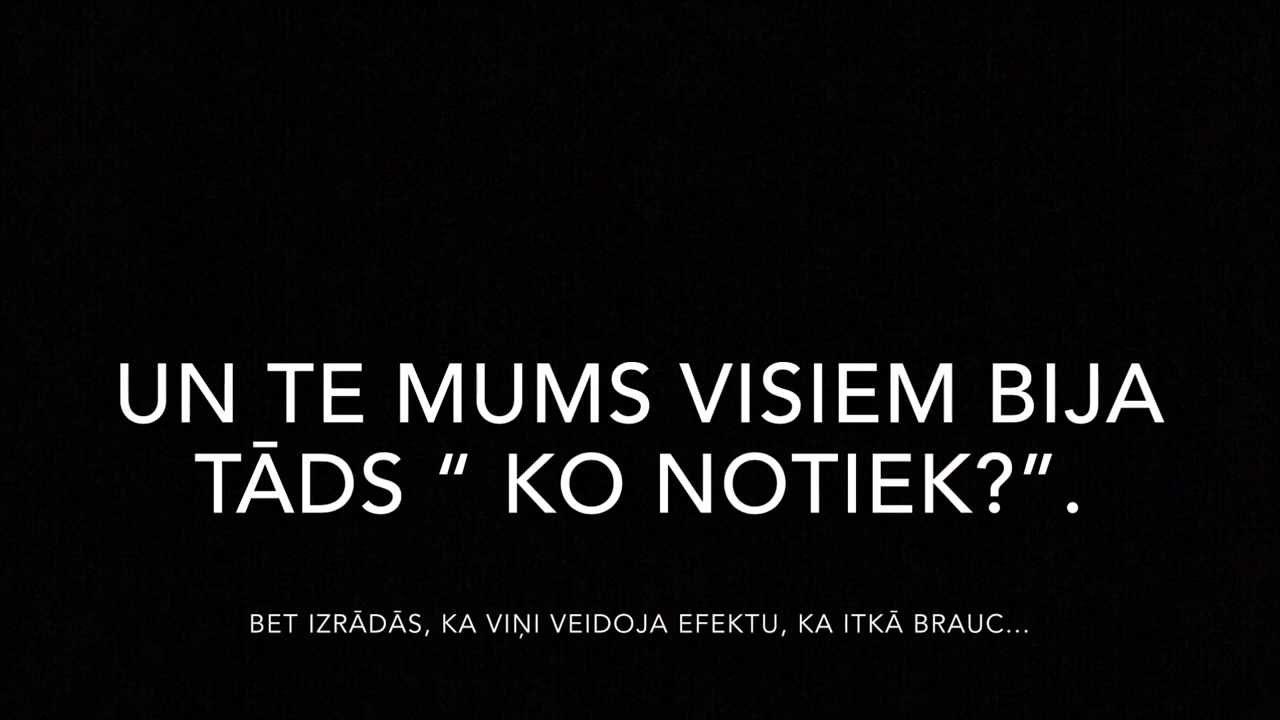 UN TE MUMS VISIEM BIJA
TĀDS “ KO NOTIEK?”.
BET IZRĀDĀS, KA VIŅI VEIDOJA EFEKTU, KA ITKĀ BRAUC...